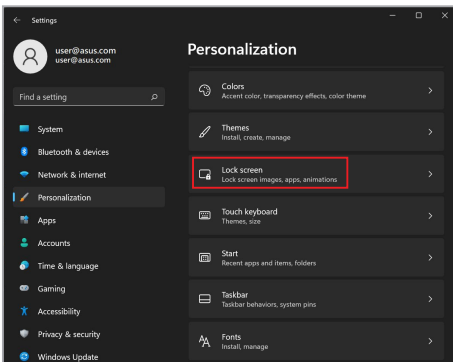 Settings
user@asus.com
user@asus.com
Find a setting
System
Bluetooth & devices
Network & internet
Personalization
Apps
Accounts
Time & language
Gaming
Accessibility
Privacy & security
Windows Update
Personalization
Colors
Accent color, transparency effects, color theme
Themes
Install, create, manage
Lock screen
Lock screen images, apps, animations
Touch keyboard
Themes, size
Start
Recent apps and items, folders
Taskbar
Taskbar behaviors, system pins
Fonts
Install, manage